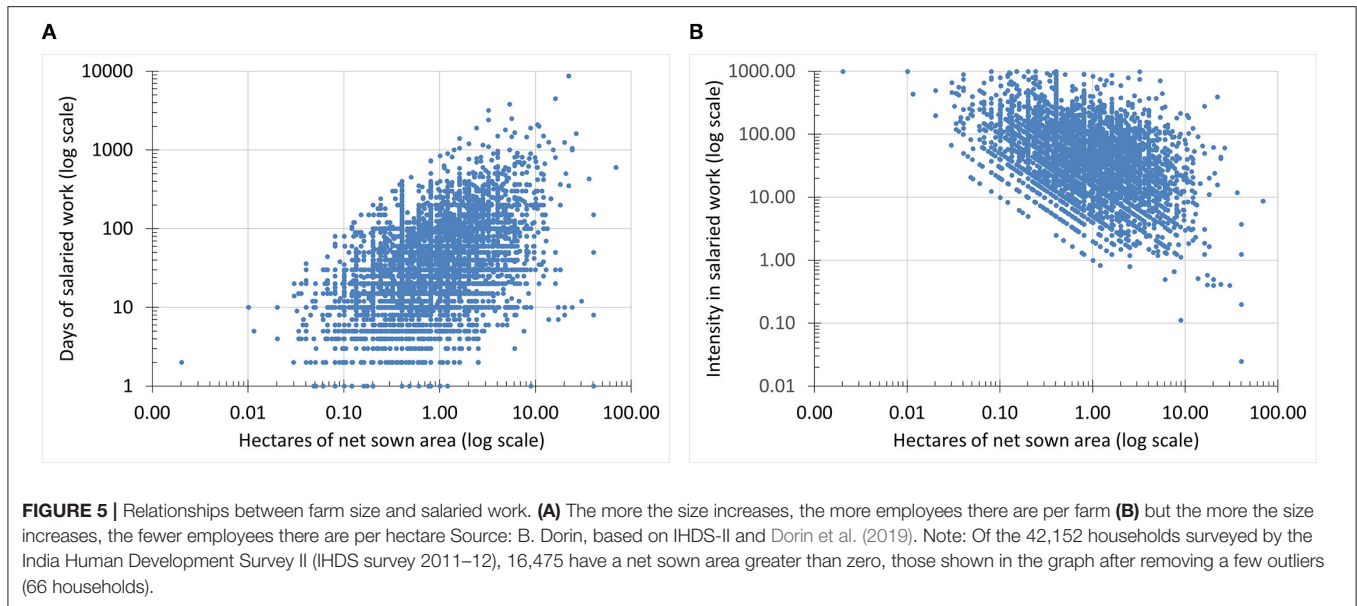 A
B
10000
1000
100
10
1
0.00 0.01 0.10 1.00 10.00 100.00
Days of salaried work (log scale)
Hectares of net sown area (log scale)
1000.00
100.00
10.00
1.00
0.10
0.01
0.00 0.01 0.10 1.00 10.00 100.00
Intensity in salaried work (log scale)
Hectares of net sown area (log scale)
FIGURE 5 | Relationships between farm size and salaried work. (A) The more the size increases, the more employees there are per farm (B) but the more the size
increases, the fewer employees there are per hectare Source: B. Dorin, based on IHDS-II and Dorin et al. (2019). Note: Of the 42,152 households surveyed by the
India Human Development Survey II (IHDS survey 2011–12), 16,475 have a net sown area greater than zero, those shown in the graph after removing a few outliers
(66 households).